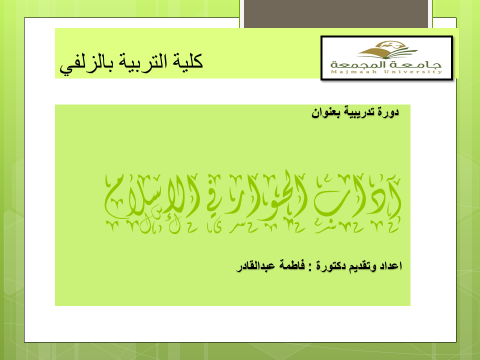 جامعة المجمعة
Majmaah University
كلية التربية بالزلفي
دورة تدريبية بعنوان
آداب الحوار في الإسلام
اعداد وتقديم دكتورة : فاطمة عبدالقادر